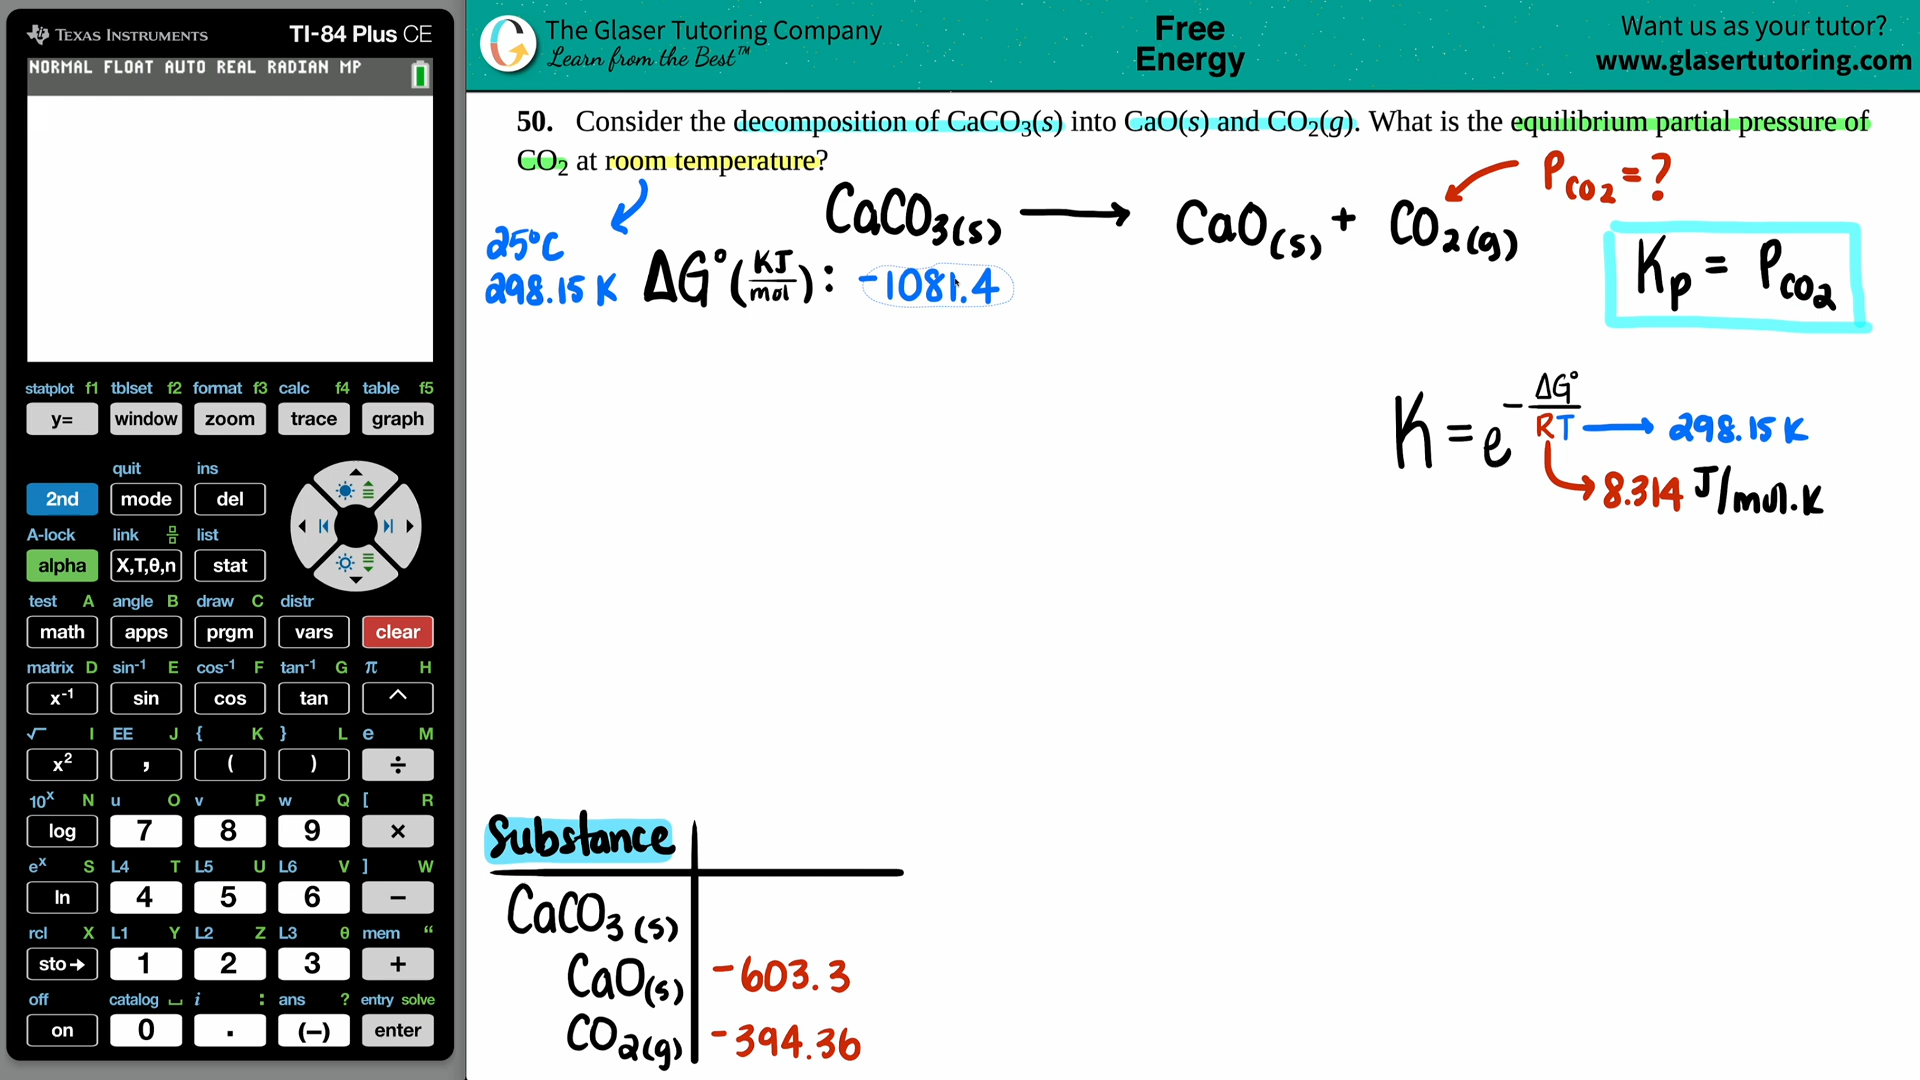 TEXAS INSTRUMENTS TI-84 Plus CE
NORMAL FLOAT AUTO REAL RADIAN MP
statplot f1 tblset f2 format f3 calc f4 table f5
y= window zoom trace graph
quit ins
2nd mode del
A-lock link list
alpha X,T,θ,n stat
test A angle B draw C distr
math apps prgm vars clear
matrix D sin⁻¹ E cos⁻¹ F tan⁻¹ G π H
x⁻¹ sin cos tan ^
√ I EE J { K } L e M
x² , ( ) ÷
10ˣ N u O v P w Q [ R
log 7 8 9 ×
eˣ S L4 T L5 U L6 V ] W
ln 4 5 6 −
rcl X L1 Y L2 Z L3 θ mem “
sto→ 1 2 3 +
off catalog ⎵ i : ans ? entry solve
on 0 . (−) enter
The Glaser Tutoring Company
Learn from the Best™
Free
Energy
Want us as your tutor?
www.glasertutoring.com
50. Consider the decomposition of CaCO₃(s) into CaO(s) and CO₂(g). What is the equilibrium partial pressure of
CO₂ at room temperature?
P CO₂ = ?
CaCO₃(s) → CaO(s) + CO₂(g)
25°C
298.15 K
ΔG° (KJ/mol) : -1081.4
Kp = PCO₂
K = e^-ΔG°/RT → 298.15 K
8.314 J/mol.K
Substance
CaCO₃(s)
CaO(s) -603.3
CO₂(g) -394.36